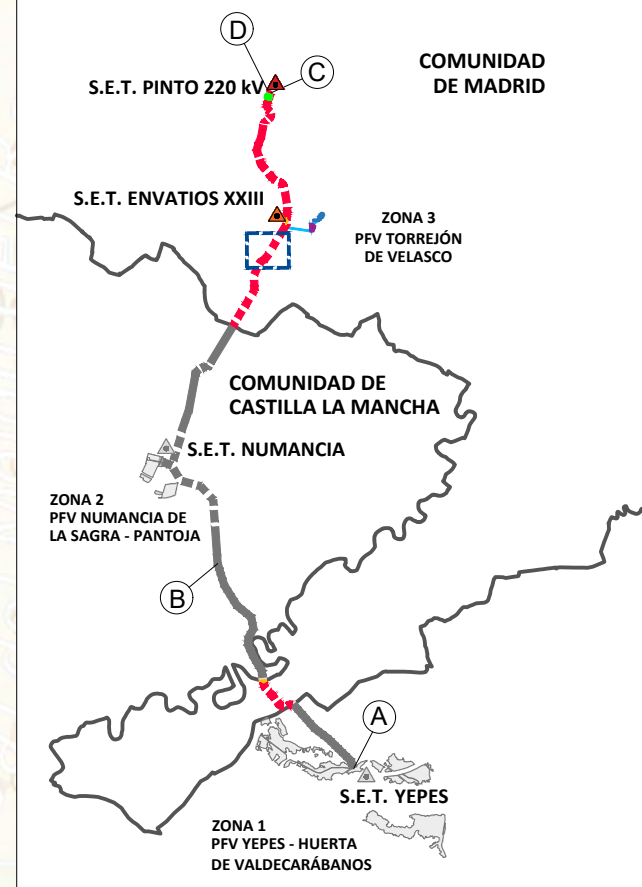 D
C
COMUNIDAD
DE MADRID
S.E.T. PINTO 220 kV
S.E.T. ENVATIOS XXIII
ZONA 3
PFV TORREJÓN
DE VELASCO
COMUNIDAD DE
CASTILLA LA MANCHA
S.E.T. NUMANCIA
ZONA 2
PFV NUMANCIA DE
LA SAGRA - PANTOJA
B
A
S.E.T. YEPES
ZONA 1
PFV YEPES - HUERTA
DE VALDECARÁBANOS